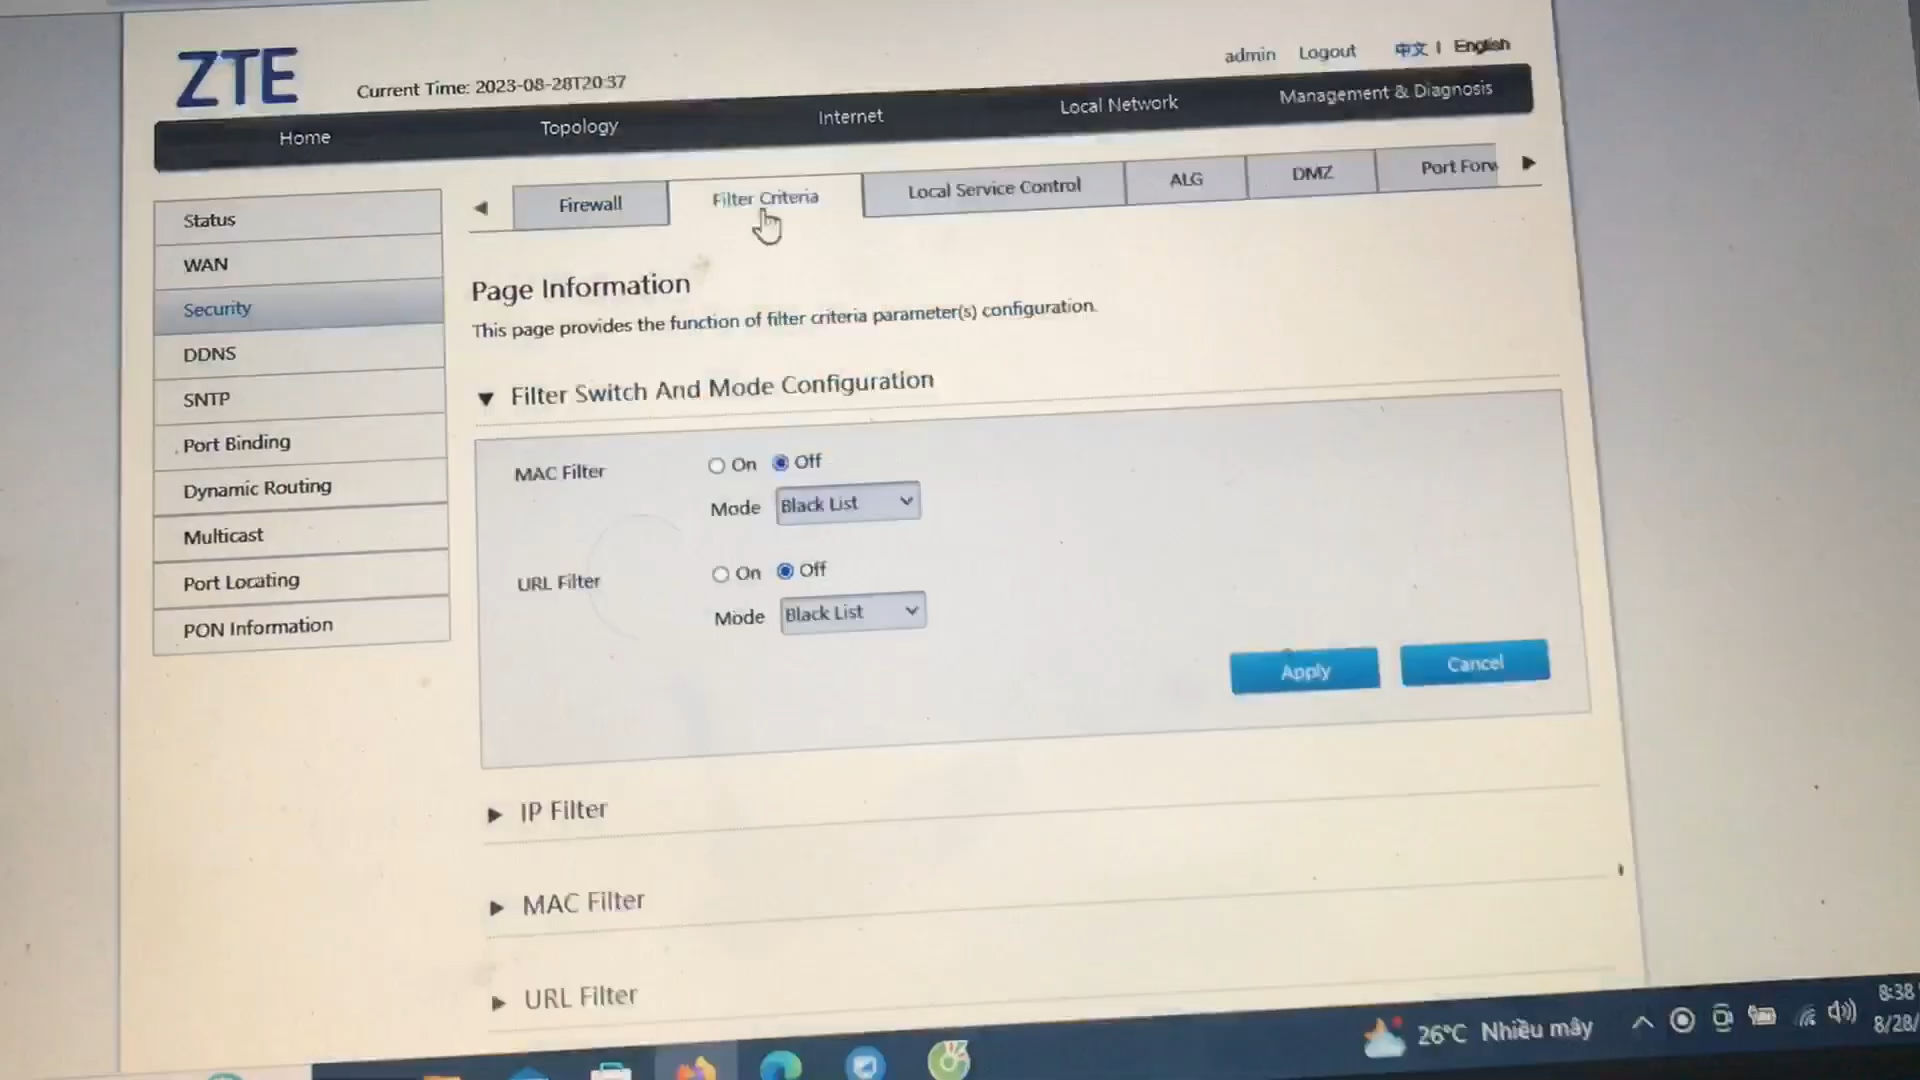 ZTE
Current Time: 2023-08-28T20:37
admin Logout 中文 | English
Home Topology Internet Local Network Management & Diagnosis
Firewall Filter Criteria Local Service Control ALG DMZ Port Forw
Status
WAN
Security
DDNS
SNTP
Port Binding
Dynamic Routing
Multicast
Port Locating
PON Information
Page Information
This page provides the function of filter criteria parameter(s) configuration.
Filter Switch And Mode Configuration
MAC Filter On Off
Mode Black List
URL Filter On Off
Mode Black List
Apply Cancel
IP Filter
MAC Filter
URL Filter
26°C Nhiều mây
8:38
8/28/